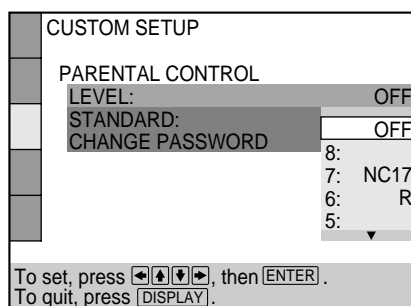 CUSTOM SETUP
PARENTAL CONTROL
LEVEL: OFF
STANDARD:
OFF
CHANGE PASSWORD
8:
7: NC17
6: R
5:
To set, press , then ENTER .
To quit, press DISPLAY .